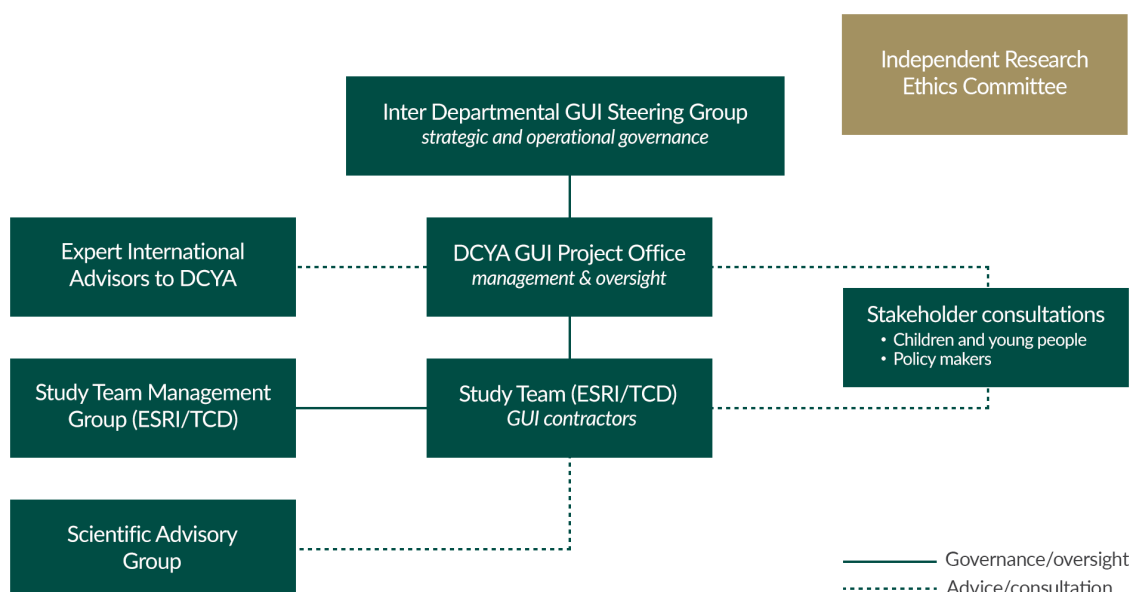 Independent Research
Ethics Committee
Inter Departmental GUI Steering Group
strategic and operational governance
Expert International
Advisors to DCYA
DCYA GUI Project Office
management & oversight
Stakeholder consultations
• Children and young people
• Policy makers
Study Team Management
Group (ESRI/TCD)
Study Team (ESRI/TCD)
GUI contractors
Scientific Advisory
Group
Governance/oversight
Advice/consultation